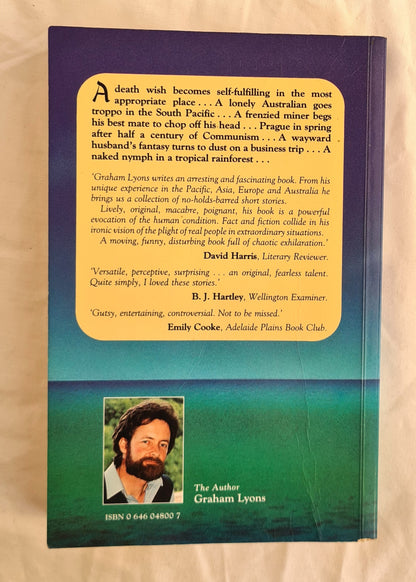 A death wish becomes self-fulfilling in the most
appropriate place . . . A lonely Australian goes
troppo in the South Pacific . . . A frenzied miner begs
his best mate to chop off his head . . . Prague in spring
after half a century of Communism . . . A wayward
husband's fantasy turns to dust on a business trip . . . A
naked nymph in a tropical rainforest . . .
'Graham Lyons writes an arresting and fascinating book. From his
unique experience in the Pacific, Asia, Europe and Australia he
brings us a collection of no-holds-barred short stories.
Lively, original, macabre, poignant, his book is a powerful
evocation of the human condition. Fact and fiction collide in his
ironic vision of the plight of real people in extraordinary situations.
A moving, funny, disturbing book full of chaotic exhilaration.'
David Harris, Literary Reviewer.
'Versatile, perceptive, surprising . . . an original, fearless talent.
Quite simply, I loved these stories.'
B. J. Hartley, Wellington Examiner.
'Gutsy, entertaining, controversial. Not to be missed.'
Emily Cooke, Adelaide Plains Book Club.
The Author
Graham Lyons
ISBN 0 646 04800 7